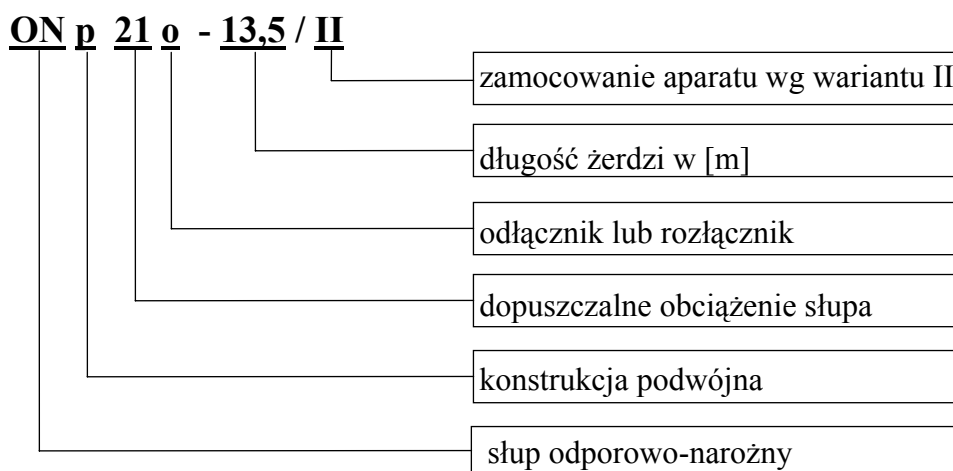 ON p 21 o - 13,5 / II
zamocowanie aparatu wg wariantu II
długość żerdzi w [m]
odłącznik lub rozłącznik
dopuszczalne obciążenie słupa
konstrukcja podwójna
słup odporowo-narożny